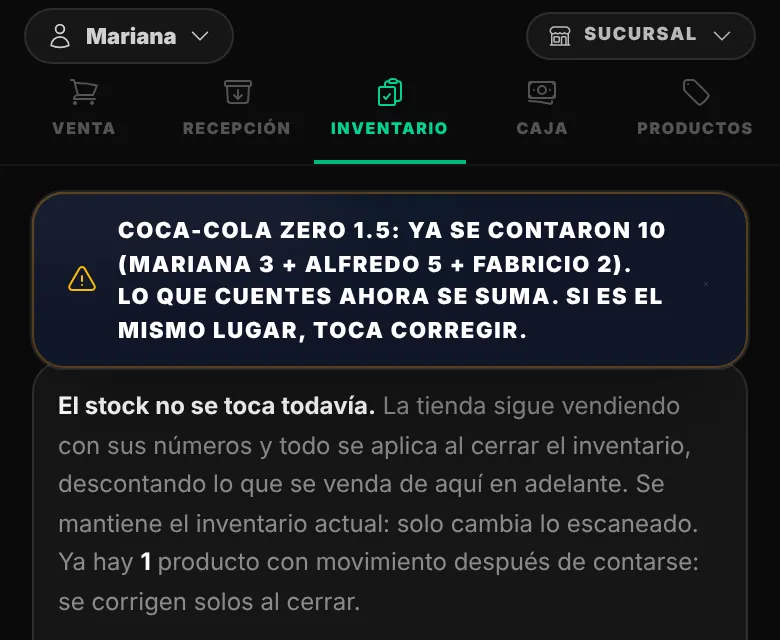 Mariana
SUCURSAL
VENTA
RECEPCIÓN
INVENTARIO
CAJA
PRODUCTOS
COCA-COLA ZERO 1.5: YA SE CONTARON 10
(MARIANA 3 + ALFREDO 5 + FABRICIO 2).
LO QUE CUENTES AHORA SE SUMA. SI ES EL
MISMO LUGAR, TOCA CORREGIR.
El stock no se toca todavía. La tienda sigue vendiendo
con sus números y todo se aplica al cerrar el inventario,
descontando lo que se venda de aquí en adelante. Se
mantiene el inventario actual: solo cambia lo escaneado.
Ya hay 1 producto con movimiento después de contarse:
se corrigen solos al cerrar.